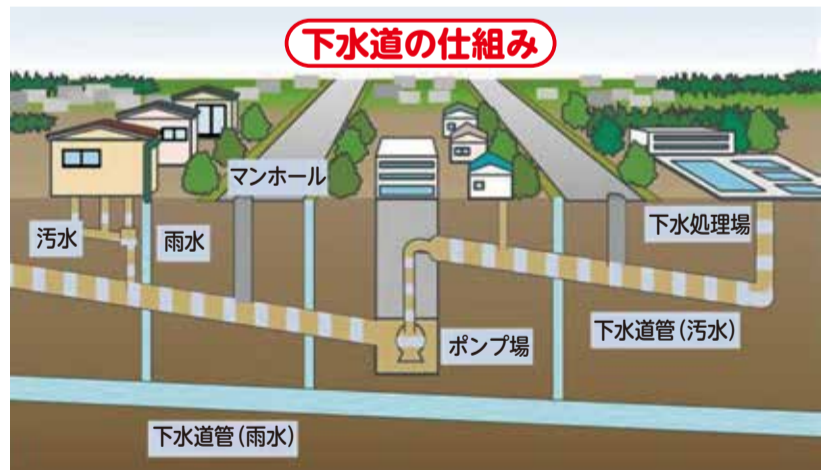 下水道の仕組み
マンホール
汚水
雨水
下水処理場
下水道管(汚水)
ポンプ場
下水道管(雨水)